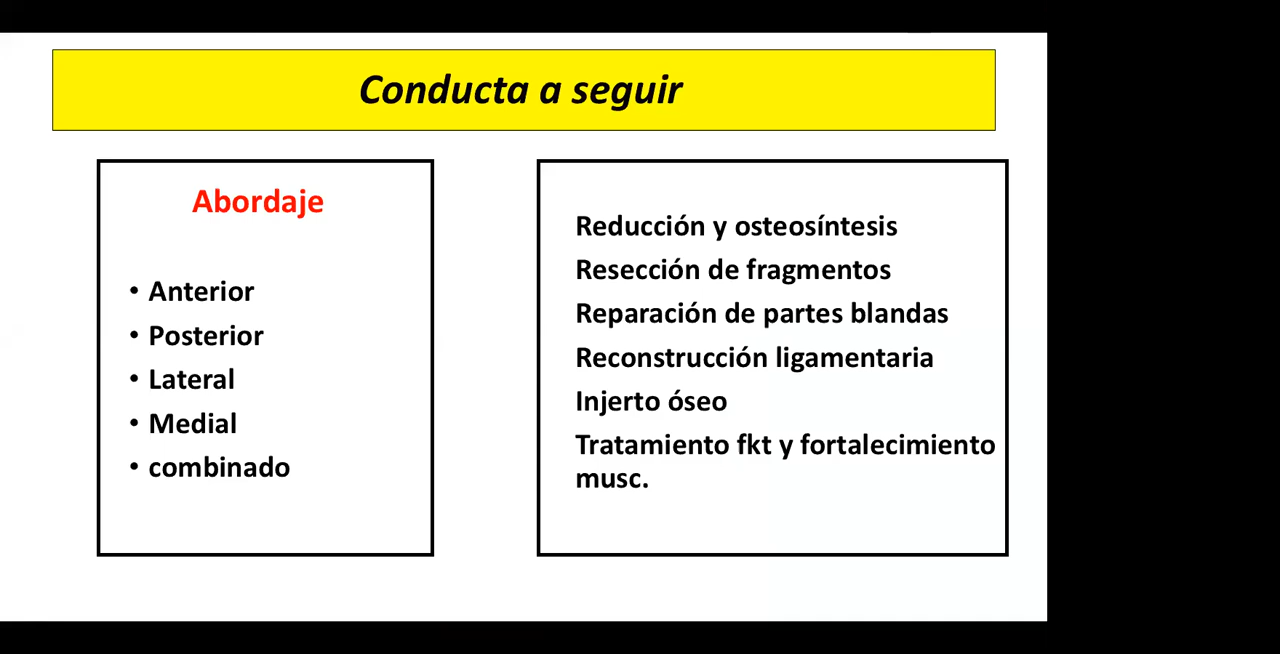 Conducta a seguir
Abordaje
• Anterior
• Posterior
• Lateral
• Medial
• combinado
Reducción y osteosíntesis
Resección de fragmentos
Reparación de partes blandas
Reconstrucción ligamentaria
Injerto óseo
Tratamiento fkt y fortalecimiento
musc.